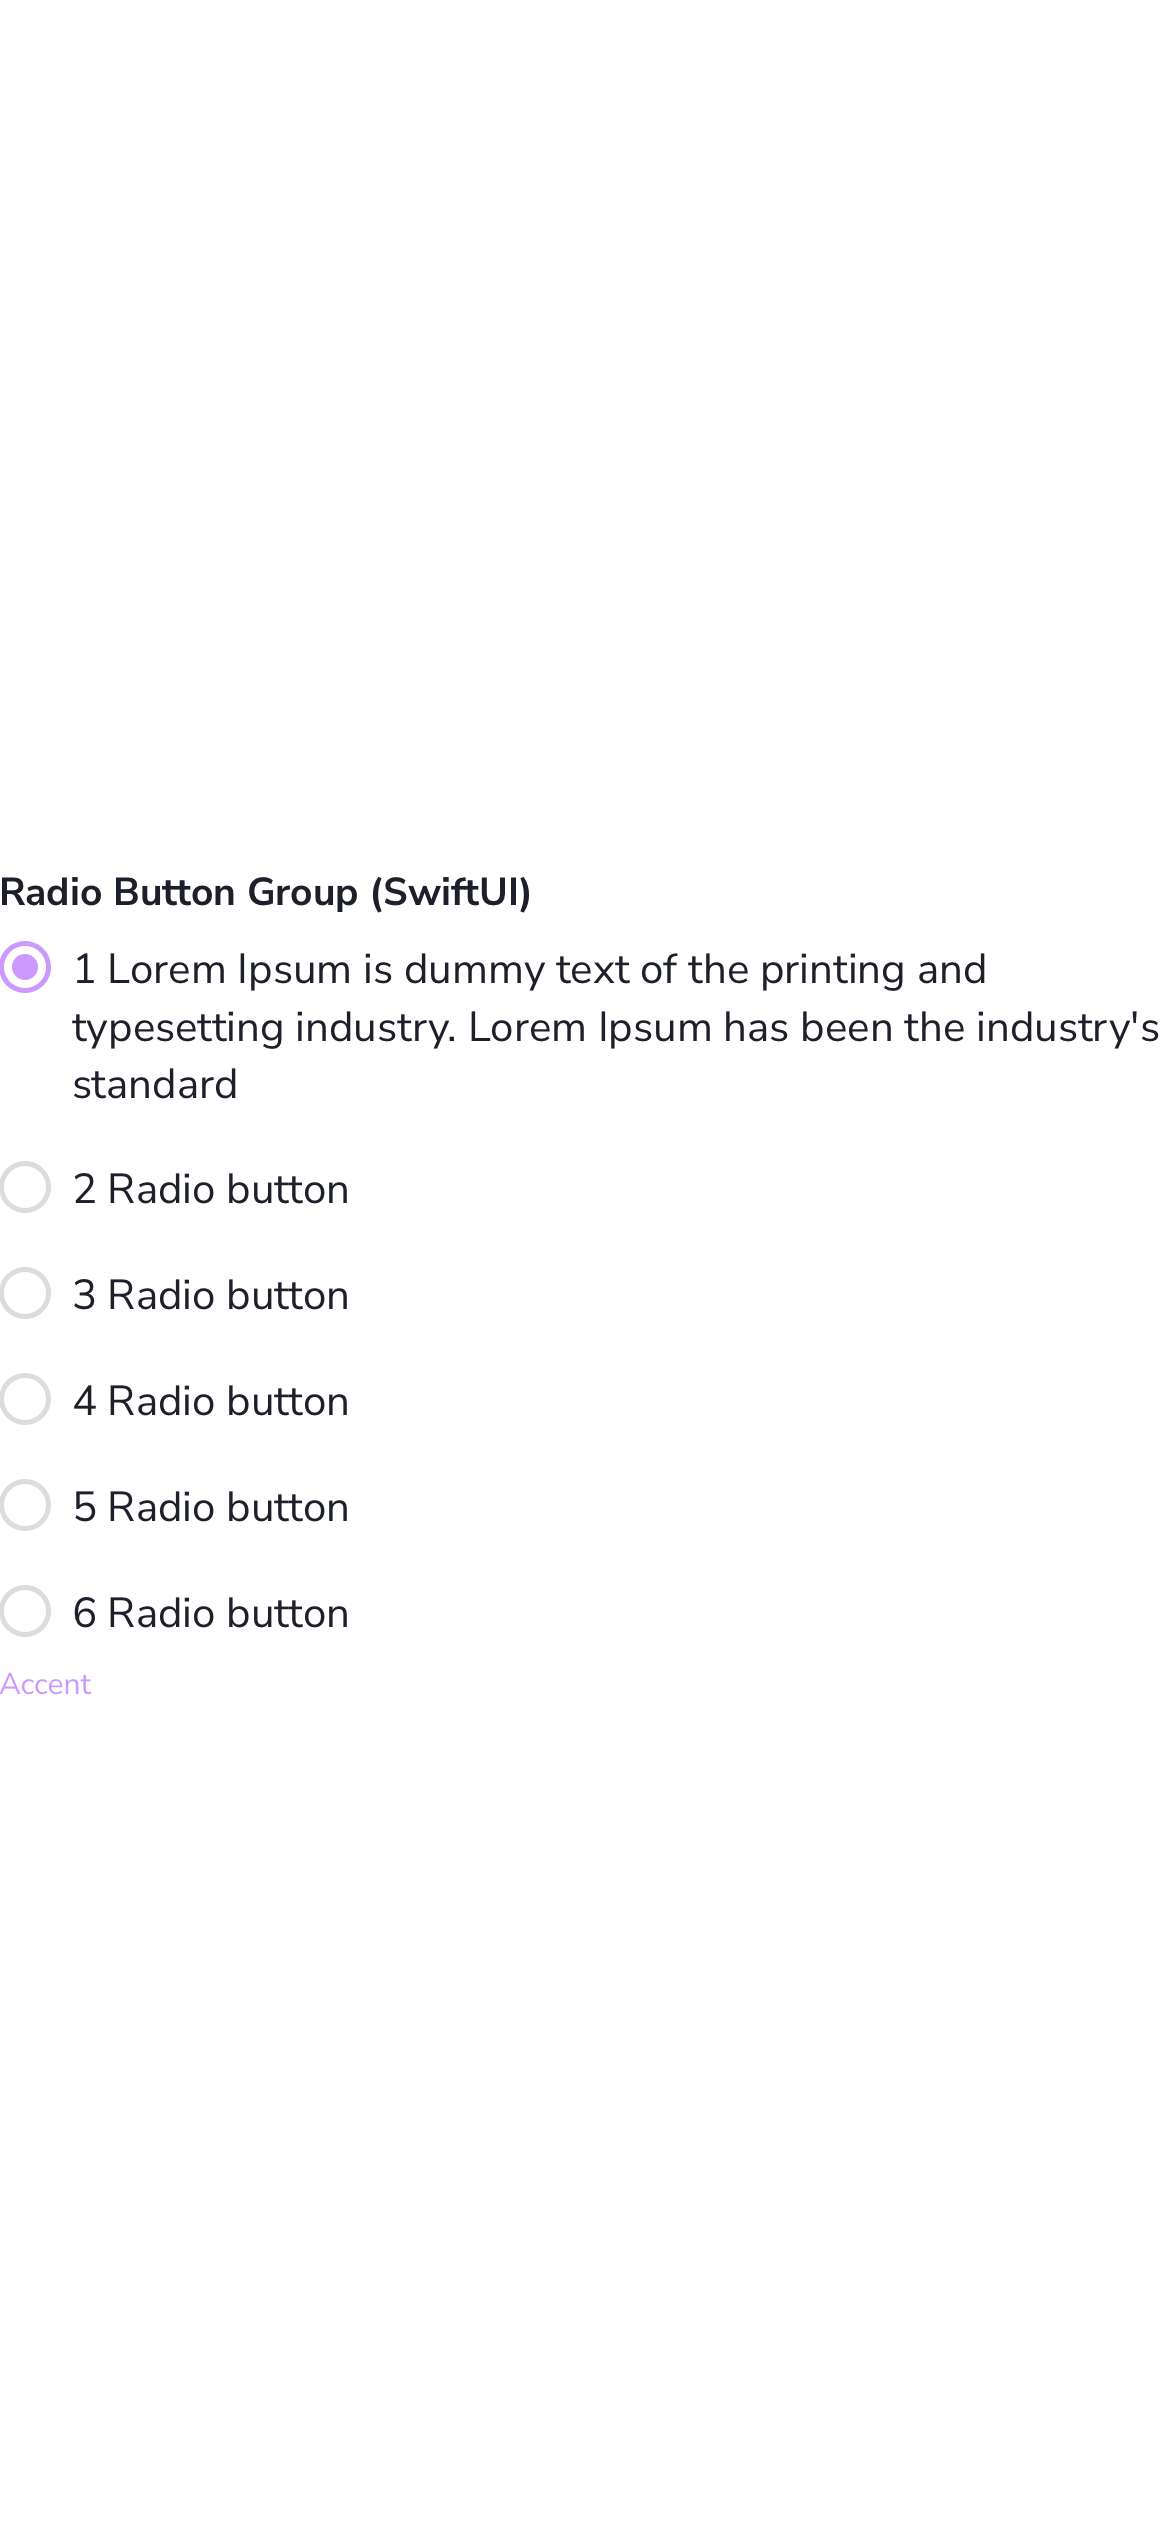 Radio Button Group (SwiftUI)
1 Lorem Ipsum is dummy text of the printing and
typesetting industry. Lorem Ipsum has been the industry's
standard
2 Radio button
3 Radio button
4 Radio button
5 Radio button
6 Radio button
Accent